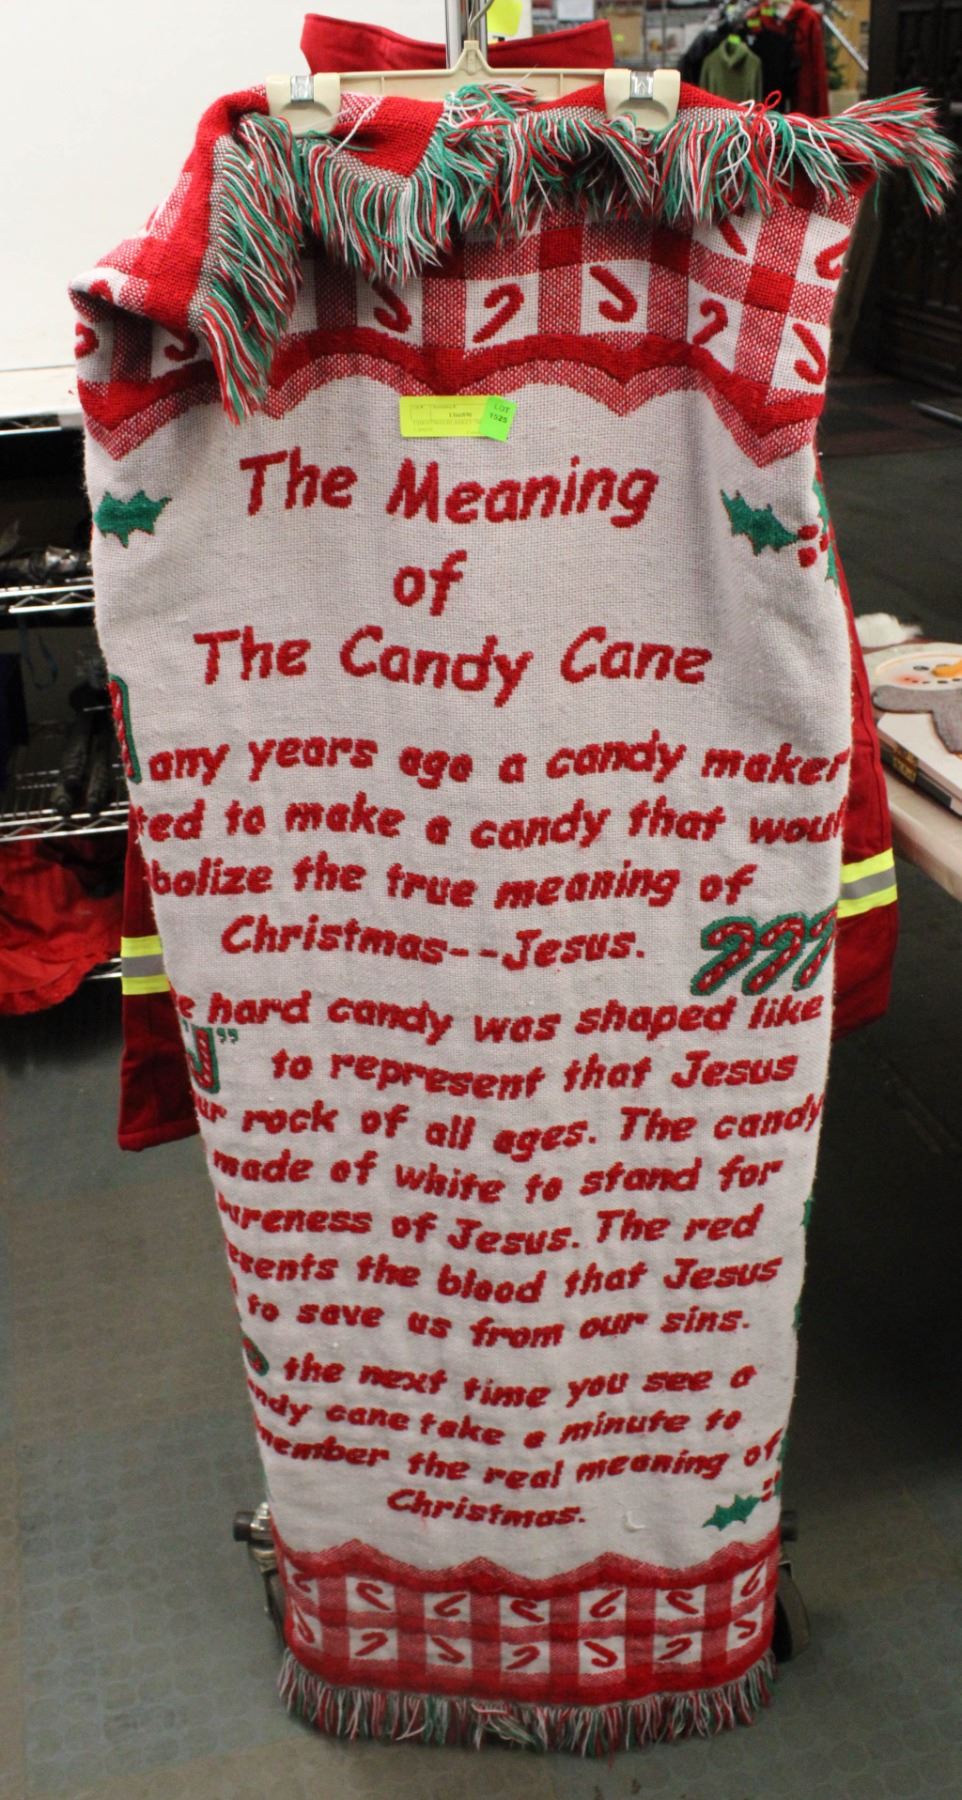 LOT
1525
The Meaning
of
The Candy Cane
any years ago a candy maker
ted to make a candy that woul
bolize the true meaning of
Christmas--Jesus.
e hard candy was shaped like
"J" to represent that Jesus
ur rock of all ages. The candy
made of white to stand for
ureness of Jesus. The red
esents the blood that Jesus
to save us from our sins.
the next time you see a
ndy cane take a minute to
member the real meaning of
Christmas.